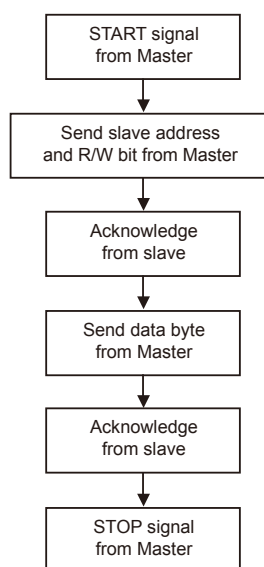 START signal
from Master
Send slave address
and R/W bit from Master
Acknowledge
from slave
Send data byte
from Master
Acknowledge
from slave
STOP signal
from Master